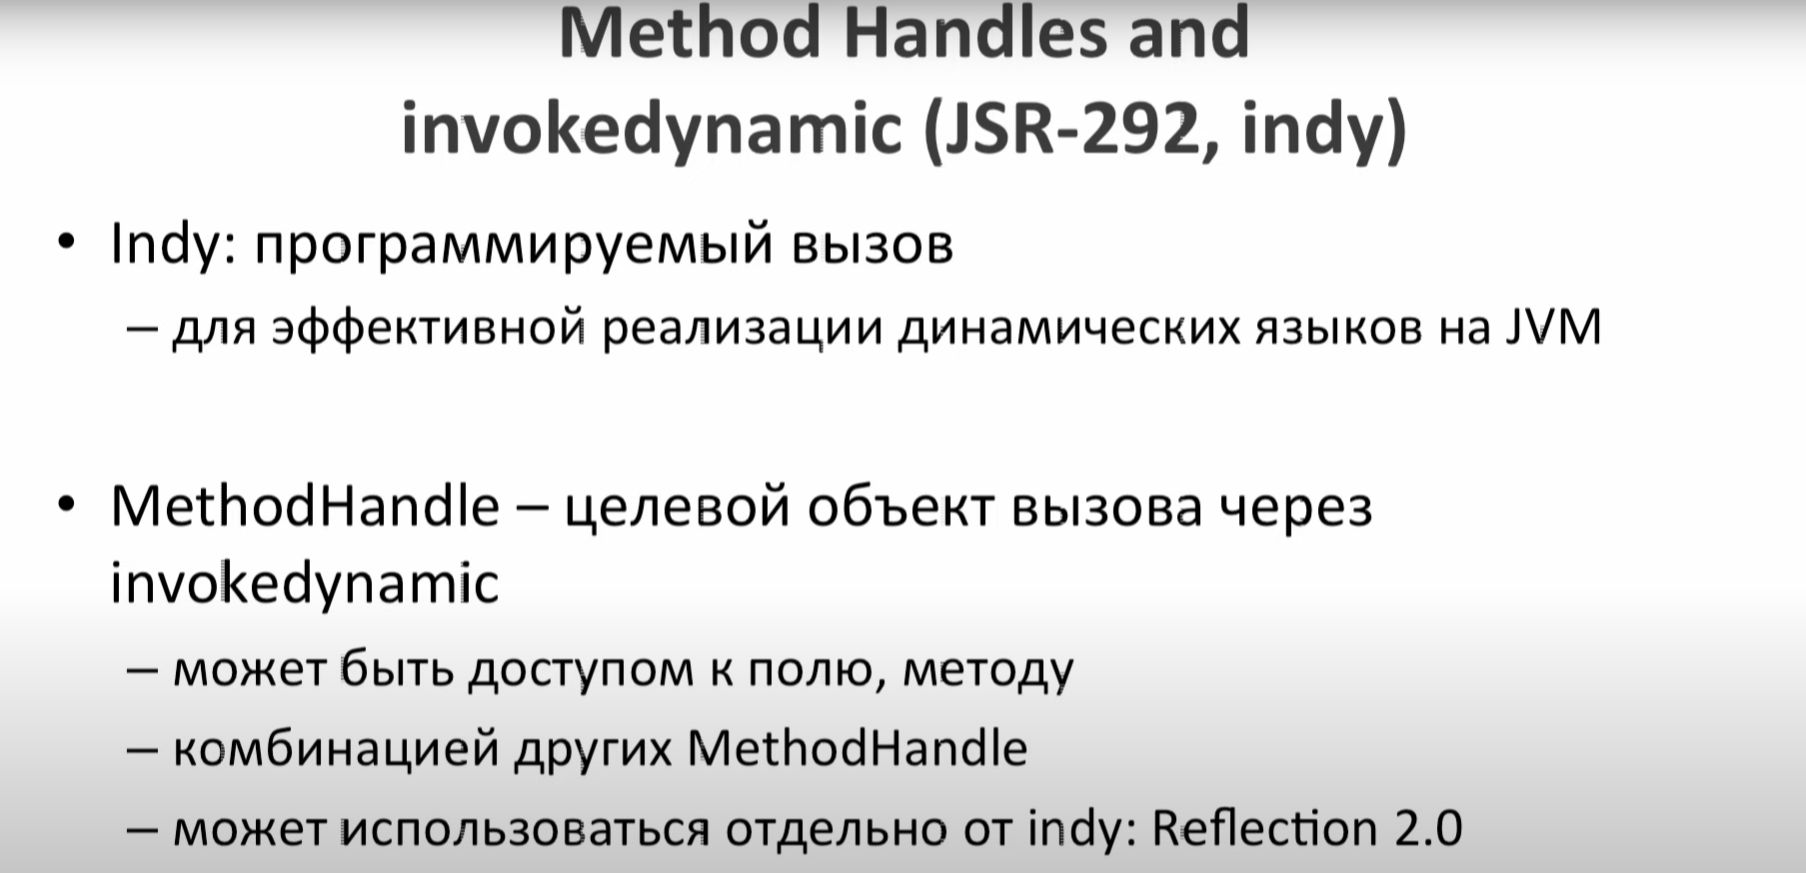 Method Handles and
invokedynamic (JSR-292, indy)
• Indy: программируемый вызов
– для эффективной реализации динамических языков на JVM
• MethodHandle – целевой объект вызова через
invokedynamic
– может быть доступом к полю, методу
– комбинацией других MethodHandle
– может использоваться отдельно от indy: Reflection 2.0